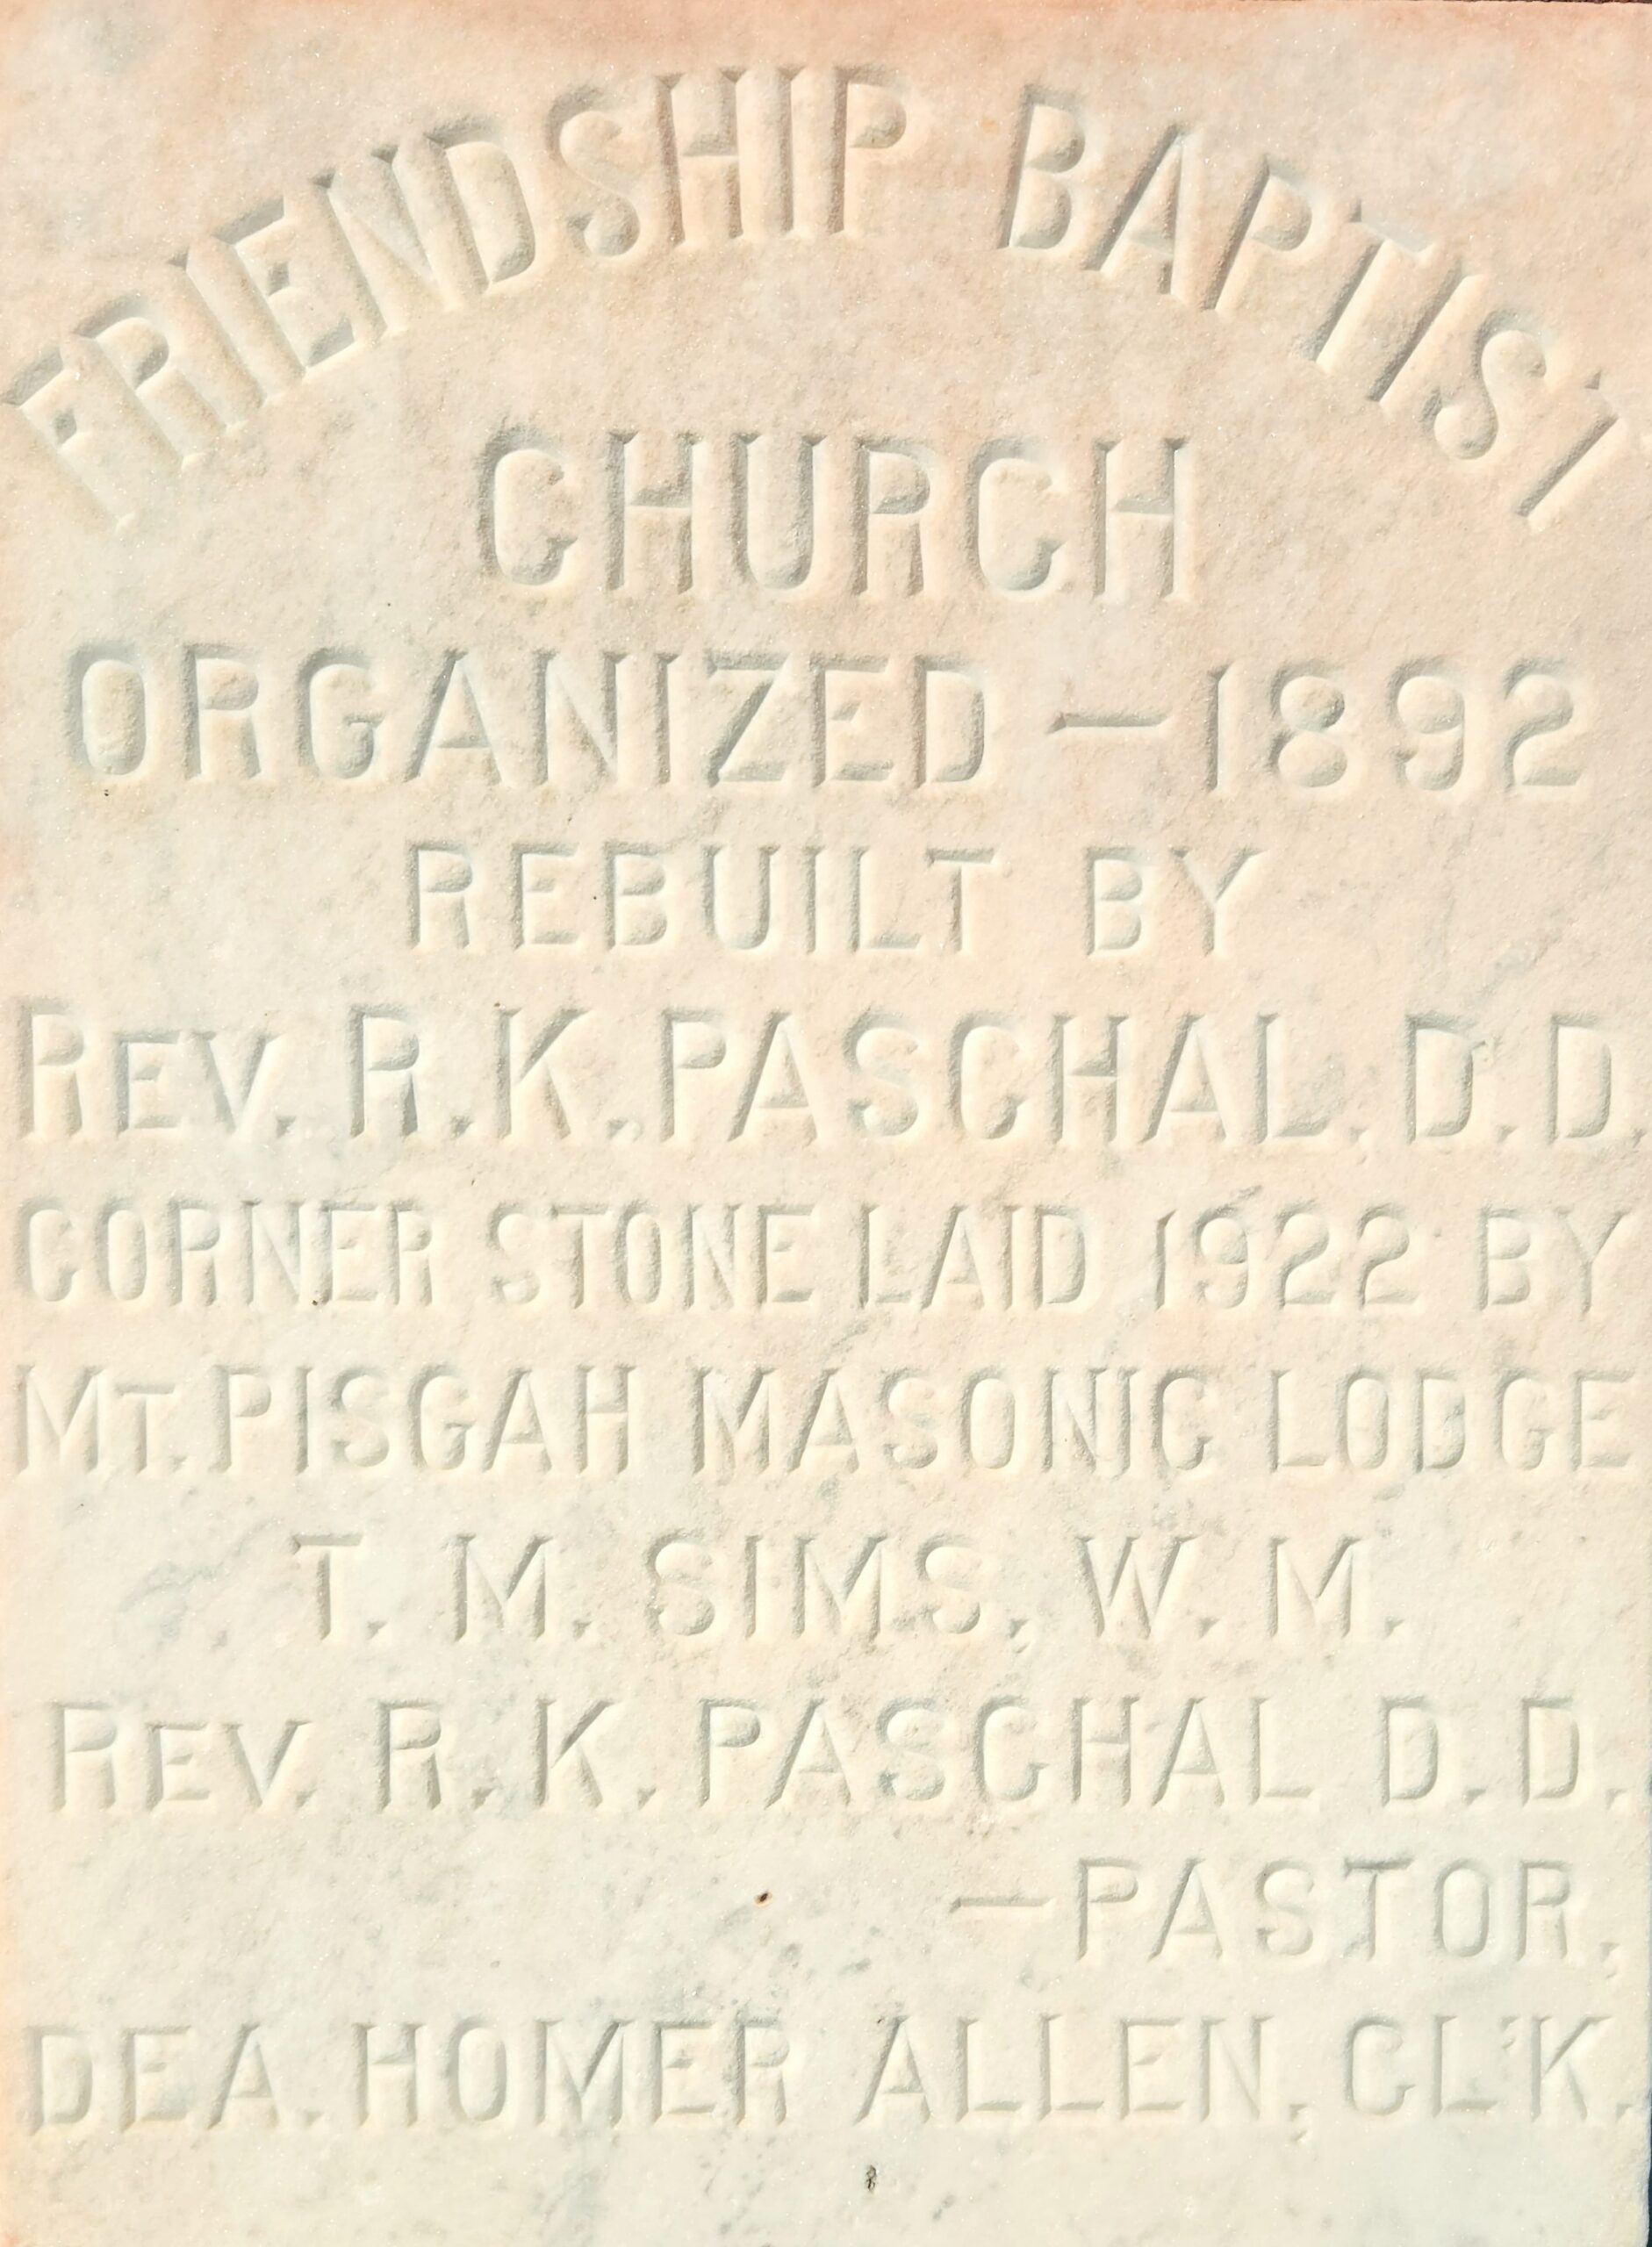 FRIENDSHIP BAPTIST
CHURCH
ORGANIZED — 1892
REBUILT BY
REV. R. K. PASCHAL, D. D.
CORNER STONE LAID 1922 BY
MT. PISGAH MASONIC LODGE
T. M. SIMS, W. M.
REV. R. K. PASCHAL D. D.
— PASTOR.
DEA. HOMER ALLEN, CL'K.